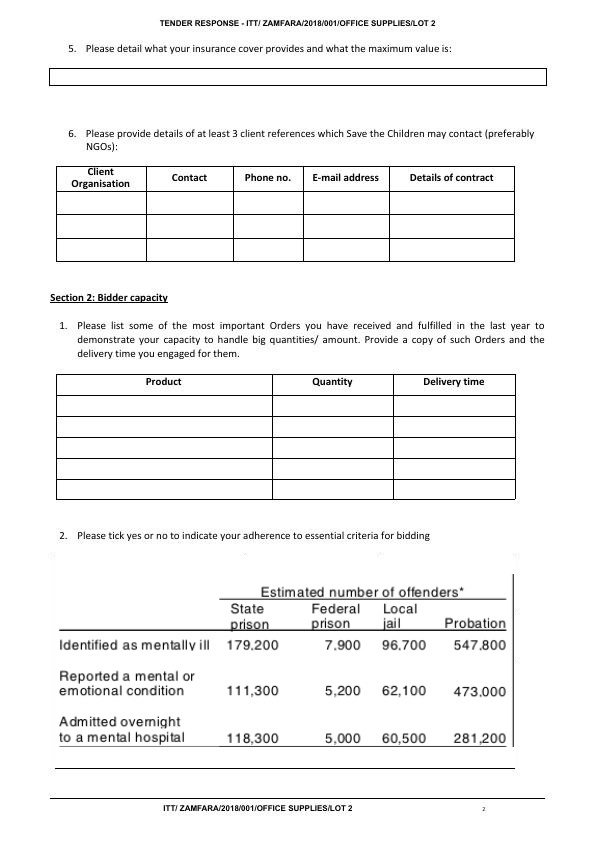 TENDER RESPONSE - ITT/ ZAMFARA/2018/001/OFFICE SUPPLIES/LOT 2
5. Please detail what your insurance cover provides and what the maximum value is:
6. Please provide details of at least 3 client references which Save the Children may contact (preferably
NGOs):
Client
Organisation
Contact
Phone no.
E-mail address
Details of contract
Section 2: Bidder capacity
1. Please list some of the most important Orders you have received and fulfilled in the last year to
demonstrate your capacity to handle big quantities/ amount. Provide a copy of such Orders and the
delivery time you engaged for them.
Product Quantity Delivery time
2. Please tick yes or no to indicate your adherence to essential criteria for bidding
Estimated number of offenders*
State Federal Local
prison prison jail Probation
Identified as mentally ill 179,200 7,900 96,700 547,800
Reported a mental or
emotional condition 111,300 5,200 62,100 473,000
Admitted overnight
to a mental hospital 118,300 5,000 60,500 281,200
ITT/ ZAMFARA/2018/001/OFFICE SUPPLIES/LOT 2 2